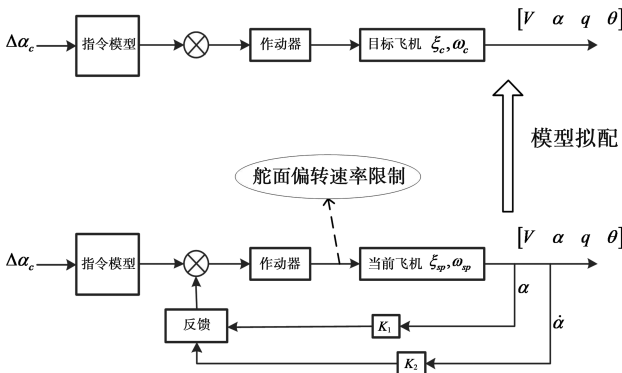 [V α q θ]
Δα_c 指令模型 作动器 目标飞机 ξ_c,ω_c
模型拟配
舵面偏转速率限制
[V α q θ]
Δα_c 指令模型 作动器 当前飞机 ξ_sp,ω_sp
α
α̇
反馈 K_1
K_2